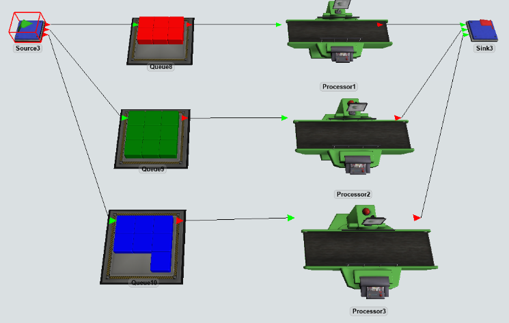 Source3
Queue8
Processor1
Sink3
Queue9
Processor2
Queue10
Processor3